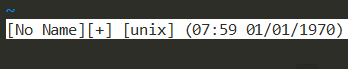 ~
[No Name][+] [unix] (07:59 01/01/1970)